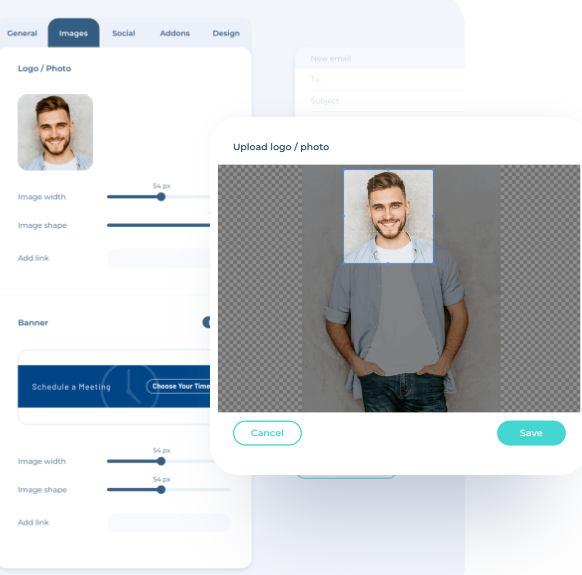 General Images Social Addons Design
Logo / Photo
54 px
Image width
Image shape
Add link
Banner
Schedule a Meeting Choose Your Time
54 px
Image width
54 px
Image shape
Add link
New email
To:
Subject:
Upload logo / photo
Cancel Save